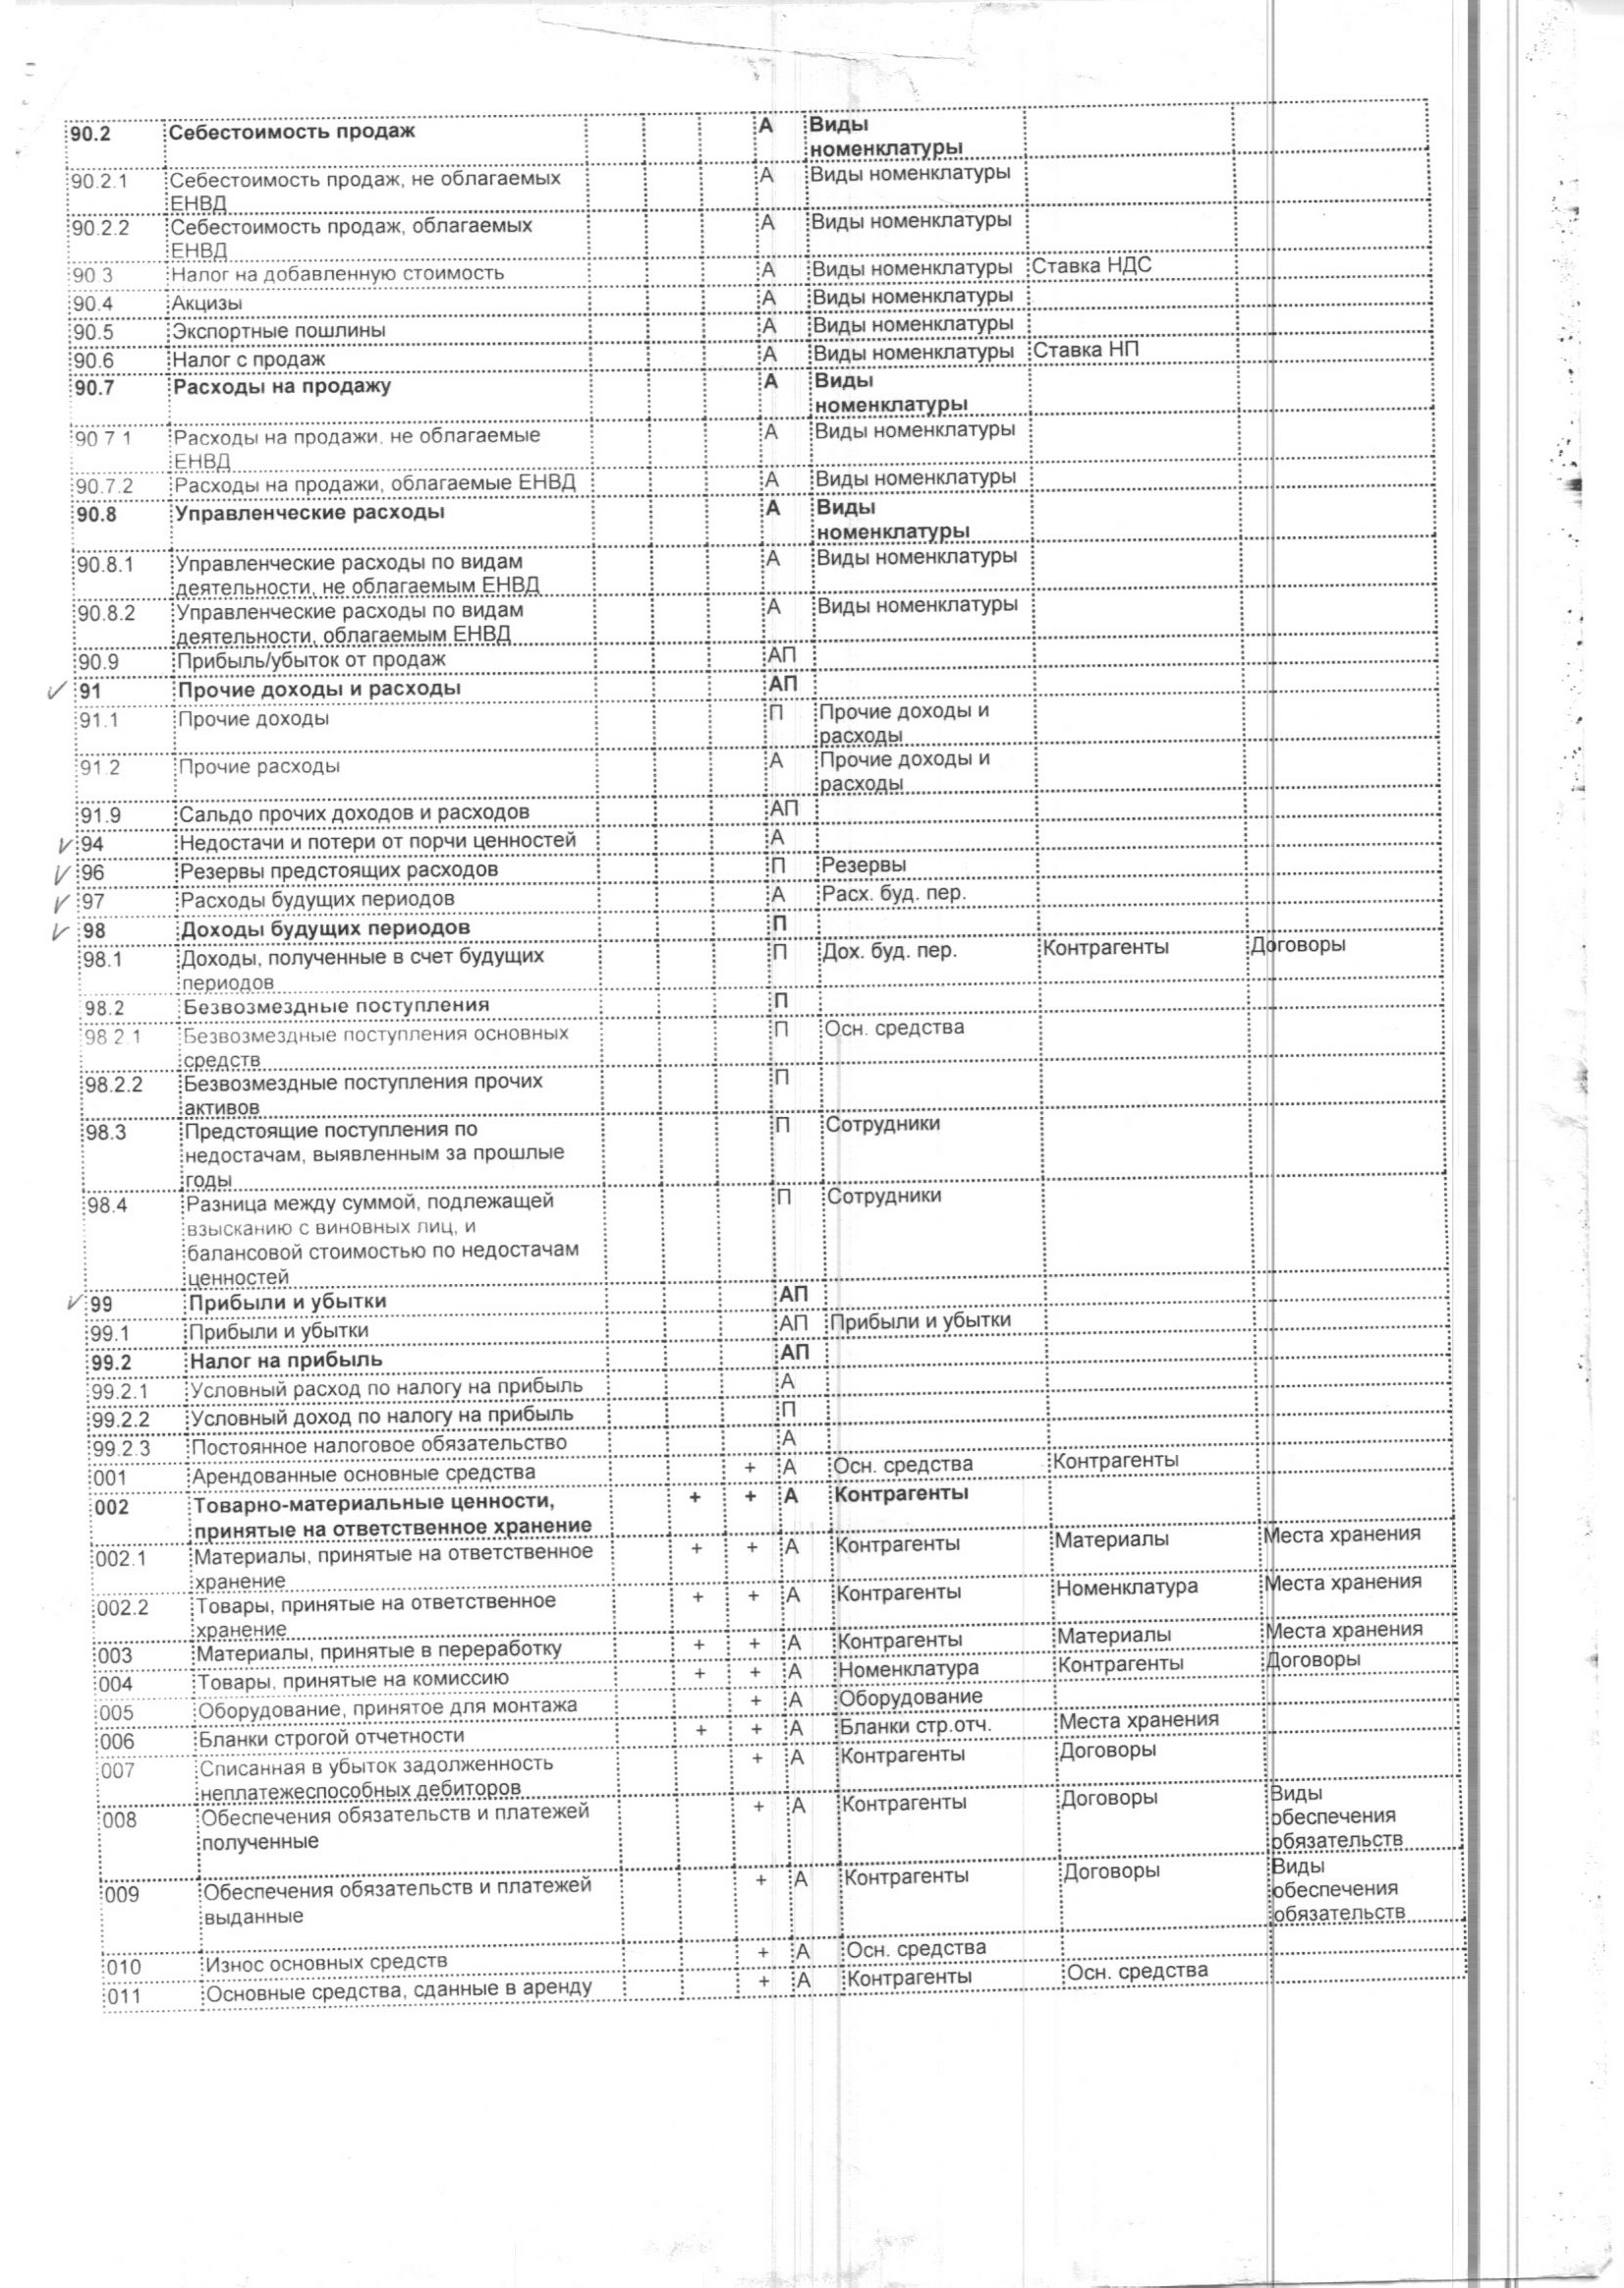 90.2 Себестоимость продаж А Виды
номенклатуры
90.2.1 Себестоимость продаж, не облагаемых А Виды номенклатуры
ЕНВД
90.2.2 Себестоимость продаж, облагаемых А Виды номенклатуры
ЕНВД
90 3 Налог на добавленную стоимость А Виды номенклатуры Ставка НДС
90.4 Акцизы А Виды номенклатуры
90.5 Экспортные пошлины А Виды номенклатуры
90.6 Налог с продаж А Виды номенклатуры Ставка НП
90.7 Расходы на продажу А Виды
номенклатуры
90 7 1 Расходы на продажи, не облагаемые А Виды номенклатуры
ЕНВД
90.7.2 Расходы на продажи, облагаемые ЕНВД А Виды номенклатуры
90.8 Управленческие расходы А Виды
номенклатуры
90.8.1 Управленческие расходы по видам А Виды номенклатуры
деятельности, не облагаемым ЕНВД
90.8.2 Управленческие расходы по видам А Виды номенклатуры
деятельности, облагаемым ЕНВД
90.9 Прибыль/убыток от продаж АП
✓ 91 Прочие доходы и расходы АП
91.1 Прочие доходы П Прочие доходы и
расходы
91.2 Прочие расходы А Прочие доходы и
расходы
91.9 Сальдо прочих доходов и расходов АП
✓ 94 Недостачи и потери от порчи ценностей А
✓ 96 Резервы предстоящих расходов П Резервы
✓ 97 Расходы будущих периодов А Расх. буд. пер.
✓ 98 Доходы будущих периодов П
98.1 Доходы, полученные в счет будущих П Дох. буд. пер. Контрагенты Договоры
периодов
98.2 Безвозмездные поступления П
98.2.1 Безвозмездные поступления основных П Осн. средства
средств
98.2.2 Безвозмездные поступления прочих П
активов
98.3 Предстоящие поступления по П Сотрудники
недостачам, выявленным за прошлые
годы
98.4 Разница между суммой, подлежащей П Сотрудники
взысканию с виновных лиц, и
балансовой стоимостью по недостачам
ценностей
✓ 99 Прибыли и убытки АП
99.1 Прибыли и убытки АП Прибыли и убытки
99.2 Налог на прибыль АП
99.2.1 Условный расход по налогу на прибыль А
99.2.2 Условный доход по налогу на прибыль П
99.2.3 Постоянное налоговое обязательство А
001 Арендованные основные средства + А Осн. средства Контрагенты
002 Товарно-материальные ценности, + + А Контрагенты
принятые на ответственное хранение
002.1 Материалы, принятые на ответственное + + А Контрагенты Материалы Места хранения
хранение
002.2 Товары, принятые на ответственное + + А Контрагенты Номенклатура Места хранения
хранение
003 Материалы, принятые в переработку + + А Контрагенты Материалы Места хранения
004 Товары, принятые на комиссию + + А Номенклатура Контрагенты Договоры
005 Оборудование, принятое для монтажа + А Оборудование
006 Бланки строгой отчетности + + А Бланки стр.отч. Места хранения
007 Списанная в убыток задолженность + А Контрагенты Договоры
неплатежеспособных дебиторов
008 Обеспечения обязательств и платежей + А Контрагенты Договоры Виды
полученные обеспечения
обязательств
009 Обеспечения обязательств и платежей + А Контрагенты Договоры Виды
выданные обеспечения
обязательств
010 Износ основных средств + А Осн. средства
011 Основные средства, сданные в аренду + А Контрагенты Осн. средства